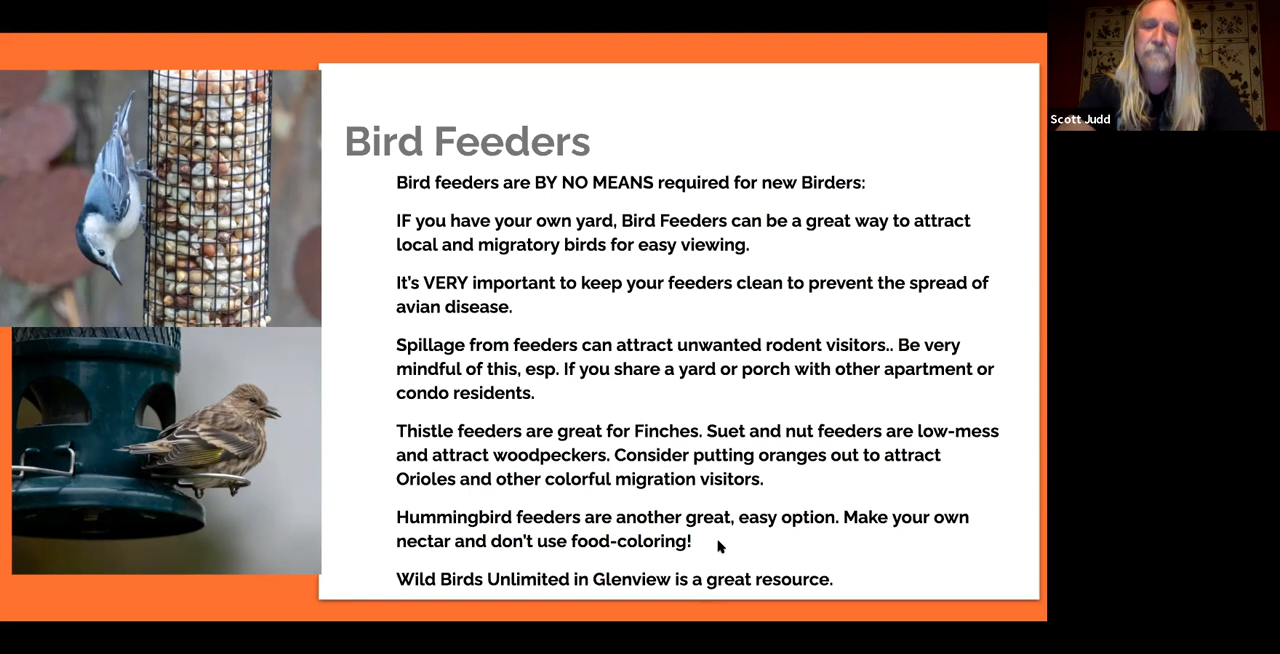 Bird Feeders
Bird feeders are BY NO MEANS required for new Birders:
IF you have your own yard, Bird Feeders can be a great way to attract
local and migratory birds for easy viewing.
It's VERY important to keep your feeders clean to prevent the spread of
avian disease.
Spillage from feeders can attract unwanted rodent visitors.. Be very
mindful of this, esp. If you share a yard or porch with other apartment or
condo residents.
Thistle feeders are great for Finches. Suet and nut feeders are low-mess
and attract woodpeckers. Consider putting oranges out to attract
Orioles and other colorful migration visitors.
Hummingbird feeders are another great, easy option. Make your own
nectar and don't use food-coloring!
Wild Birds Unlimited in Glenview is a great resource.
Scott Judd